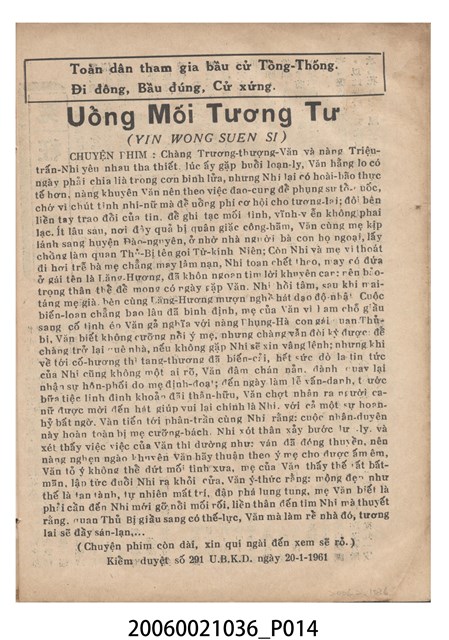 Toàn dân tham gia bầu cử Tổng-Thống.
Đi đông, Bầu đúng, Cử xứng.
Uồng Mối Tương Tư
(YIN WONG SUEN SI)
CHUYỆN PHIM : Chàng Trương-thượng-Văn và nàng Triệu-
trân-Nhi yêu nhau tha thiết, lúc ấy gặp buổi loạn-ly, Văn hằng lo có
ngày phải chia lià trong cơn binh lửa, nhưng Nhi lại có hoài-bão thực
tế hơn, nàng khuyên Văn nên theo việc đao-cung để phụng sự
chớ vì chút tình nhi-nữ mà để uổng phí cơ hội cho tương-lai; đôi bên
liền tay trao đổi của tin, để ghi tạc mối tình, vĩnh-v ễn không phai
lạc. Ít lâu sau, nơi đây quả bị quân giặc công-hãm, Văn cùng mẹ kịp
lánh sang huyện Đào-nguyên, ở nhờ nhà người bà con họ ngoại, lấy
chồng làm quan Thủ-Bị tên gọi Từ-kinh Niên; Còn Nhi và mẹ vì thoát
đi hơi trễ bà mẹ chẳng may lâm nạn, Nhi toan chết theo, may có đứa
ở gái tên là Lăng-Hương, đã khôn ngoan tìm lời khuyên can: nên bảo-
trọng thân thể để mong có ngày gặp Văn. Nhi hồi tâm, sau khi mai-
táng mẹ già, bèn cùng Lăng-Hương mượn nghề hát dạo độ-nhật. Cuộc
biến-loạn chẳng bao lâu đã bình định, mẹ của Văn vì ham chỗ giàu
sang cố tình ép Văn gá nghĩa với nàng Phụng-Hà con gái quan Thủ-
bị, Văn biết không cưỡng nổi ý mẹ, nhưng chàng vẫn đòi kỳ được: để
chàng trở lại quê nhà, nếu không gặp Nhi sẽ xin vâng lệnh; nhưng khi
về tới cố-hương thì tang-thương đã biến-cải, hết sức dò la tin tức
của Nhi cũng không một ai rõ, Văn đâm chán nản, đành quay lại
nhận sự hôn-phối do mẹ định-đoạt; đến ngày làm lễ vấn-danh, trước
bữa tiệc linh đình khoản đãi thân-hữu, Văn chợt nhân ra người ca-
nữ được mời đến hát giúp vui lại chính là Nhi, với cả một sự hoan-
hỷ bất ngờ. Văn tiến tới phân-trần cùng Nhi rằng: cuộc nhân-duyên
này hoàn toàn bị mẹ cưỡng-bách. Nhi xót thân xảy bước lư ly, và
xét thấy việc việc của Văn thì dường như: ván đã đóng thuyền, nên
nàng nghẹn ngào khuyên Văn hãy thuận theo ý mẹ cho được ấm êm,
Văn tỏ ý không thể dứt mối tình xưa, mẹ của Văn thấy thế rất bất-
mãn, lập tức đuổi Nhi ra khỏi cửa, Văn ý-thức rằng: mộng đẹp như
thế là tan tành, tự nhiên mất trí, đập phá lung tung, mẹ Văn biết là
phải cần đến Nhi mới gỡ nỗi mối rối, liền thân đến tìm Nhi mà thuyết
rằng, quan Thủ Bị giầu sang có thế-lực, Văn mà làm rể nhà đó, tương
lai sẽ đầy sán-lạn,...
(Chuyện phim còn dài, xin quí ngài đến xem sẽ rỏ.)
Kiểm duyệt số 291 U.B.K.D. ngày 20-1-1961
20060021036_P014